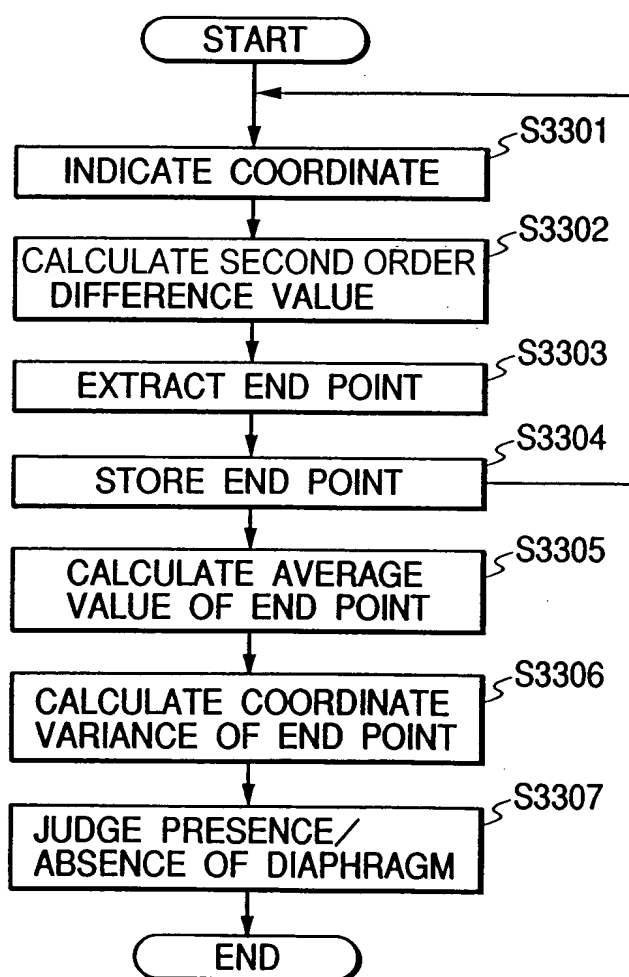 START
S3301
INDICATE COORDINATE
S3302
CALCULATE SECOND ORDER
DIFFERENCE VALUE
S3303
EXTRACT END POINT
S3304
STORE END POINT
S3305
CALCULATE AVERAGE
VALUE OF END POINT
S3306
CALCULATE COORDINATE
VARIANCE OF END POINT
S3307
JUDGE PRESENCE/
ABSENCE OF DIAPHRAGM
END